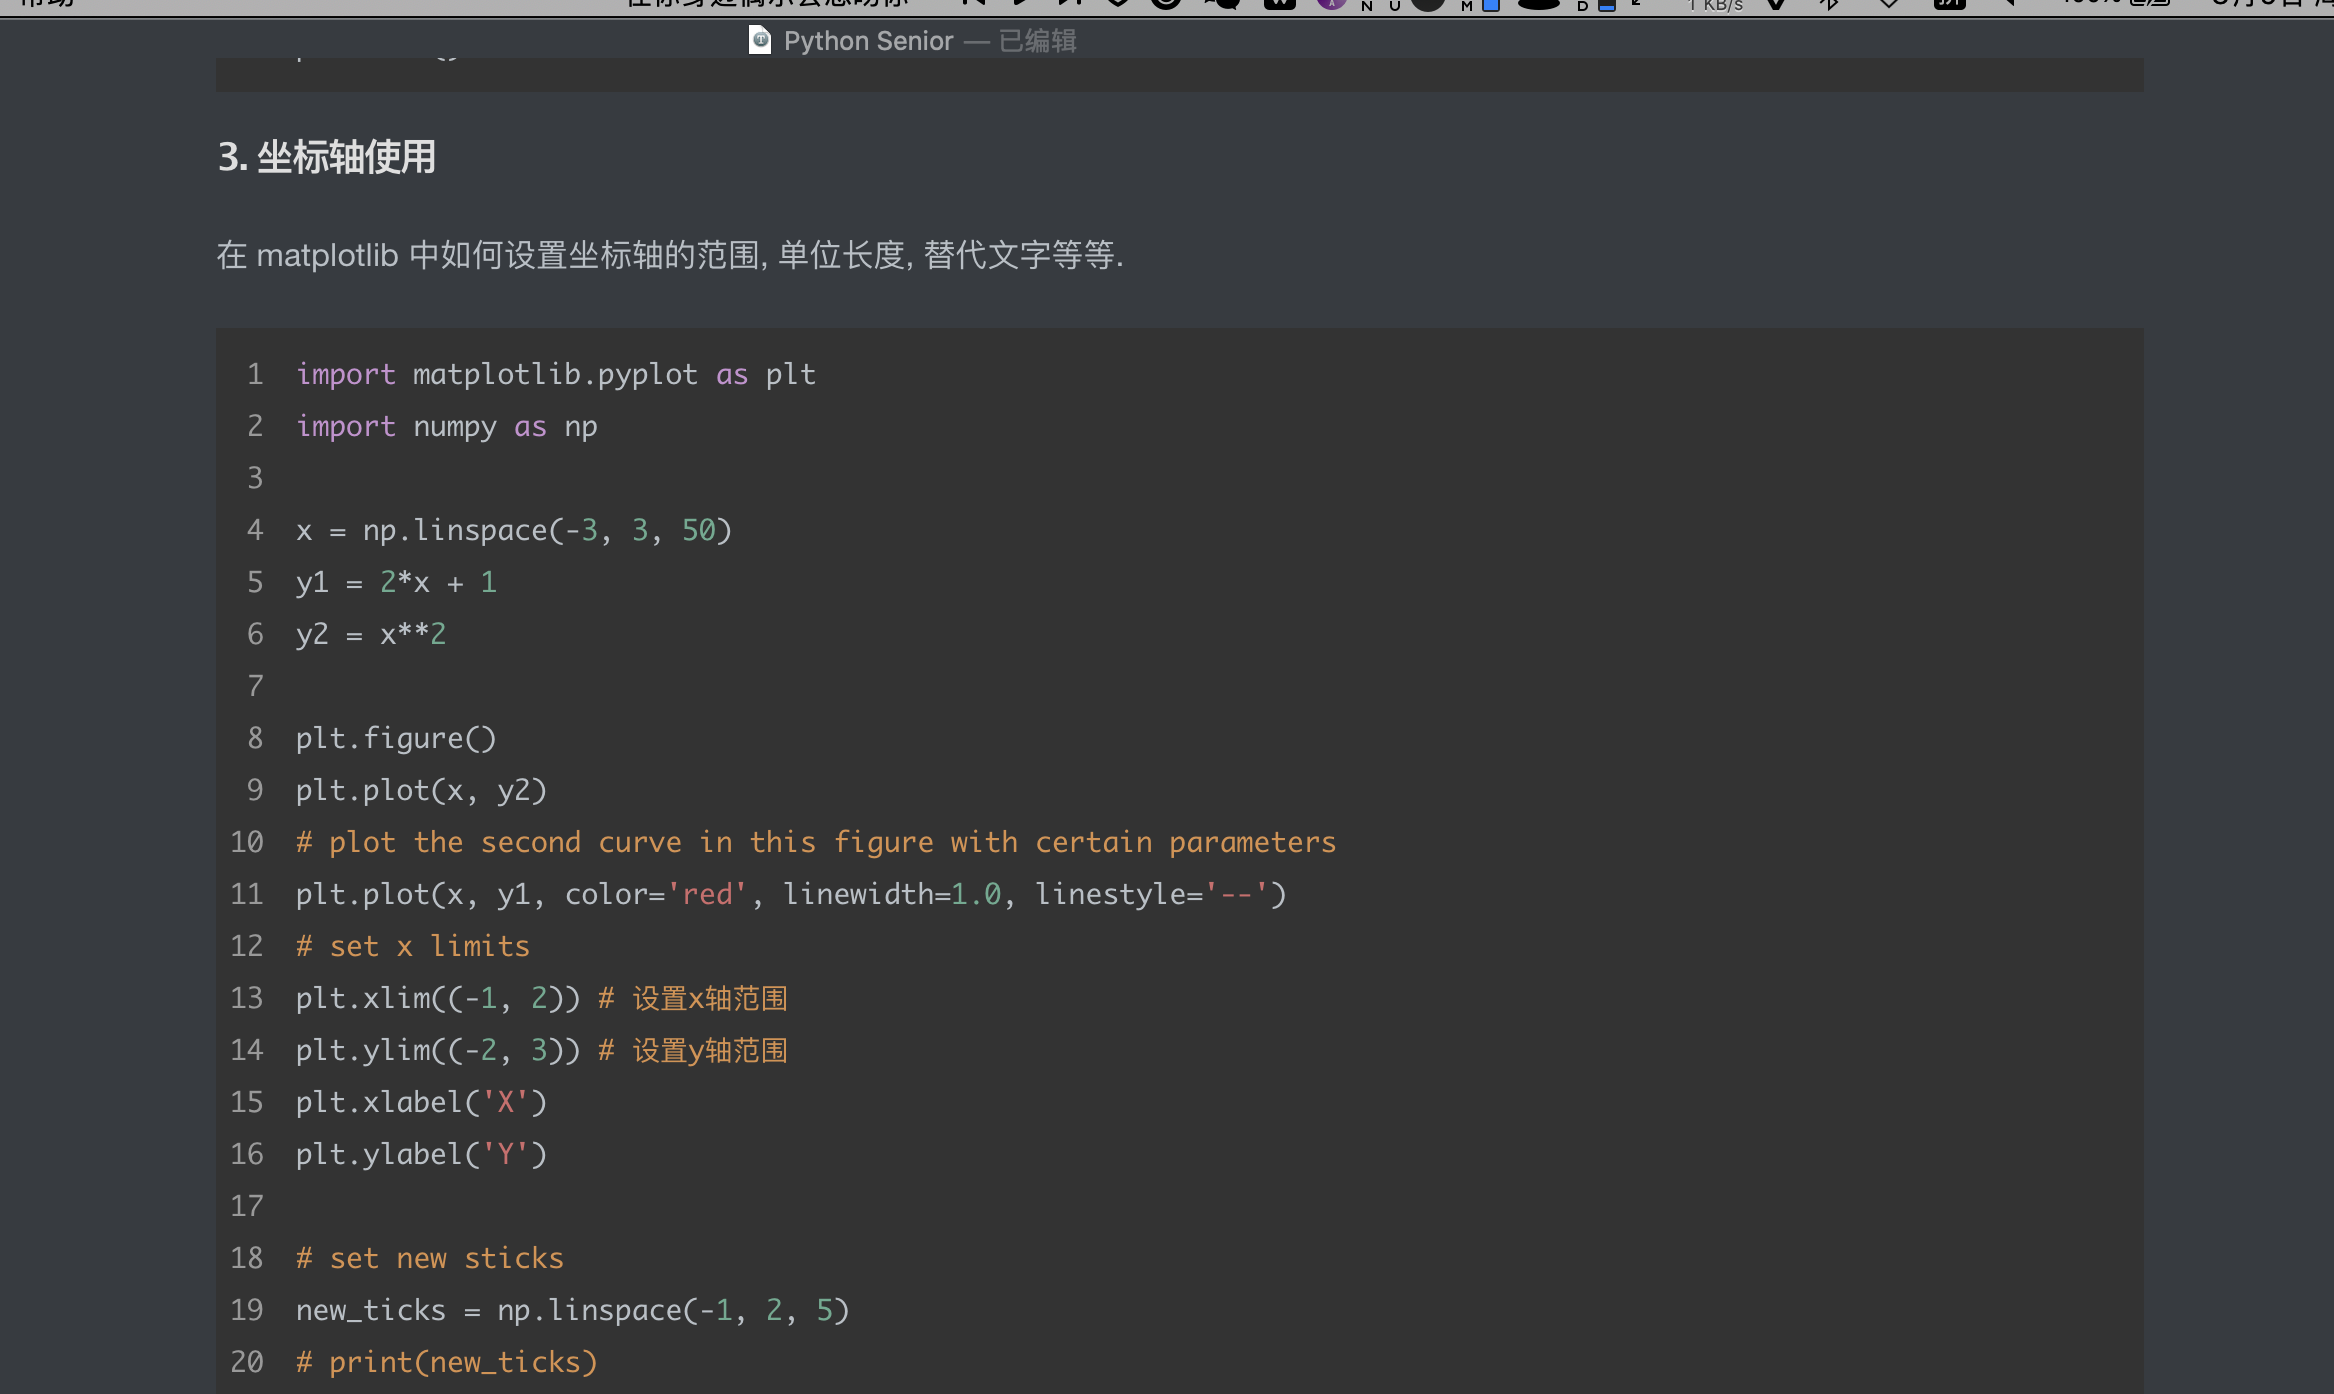 Python Senior — 已编辑
3. 坐标轴使用
在 matplotlib 中如何设置坐标轴的范围, 单位长度, 替代文字等等.
1 import matplotlib.pyplot as plt
2 import numpy as np
3
4 x = np.linspace(-3, 3, 50)
5 y1 = 2*x + 1
6 y2 = x**2
7
8 plt.figure()
9 plt.plot(x, y2)
10 # plot the second curve in this figure with certain parameters
11 plt.plot(x, y1, color='red', linewidth=1.0, linestyle='--')
12 # set x limits
13 plt.xlim((-1, 2)) # 设置x轴范围
14 plt.ylim((-2, 3)) # 设置y轴范围
15 plt.xlabel('X')
16 plt.ylabel('Y')
17
18 # set new sticks
19 new_ticks = np.linspace(-1, 2, 5)
20 # print(new_ticks)